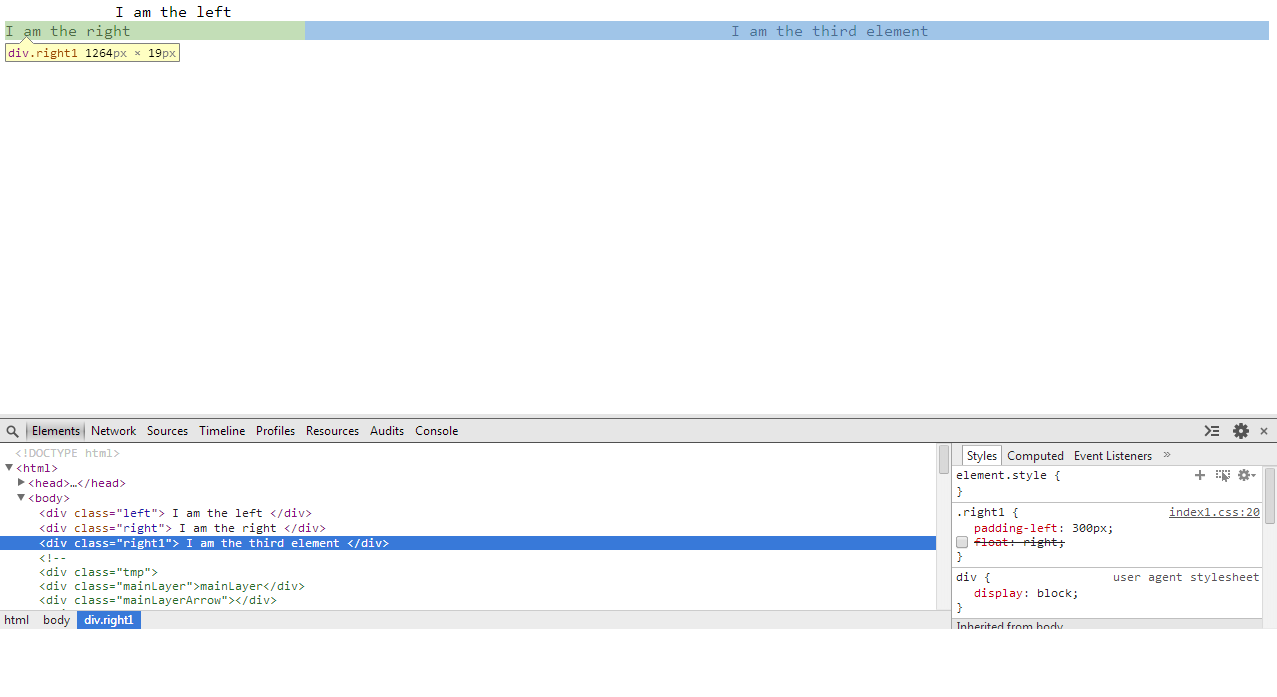 I am the left
I am the right I am the third element
div.right1 1264px × 19px
Elements Network Sources Timeline Profiles Resources Audits Console
<!DOCTYPE html>
<html>
<head>…</head>
<body>
<div class="left"> I am the left </div>
<div class="right"> I am the right </div>
<div class="right1"> I am the third element </div>
<!--
<div class="tmp">
<div class="mainLayer">mainLayer</div>
<div class="mainLayerArrow"></div>
html body div.right1
Styles Computed Event Listeners »
element.style {
}
.right1 { index1.css:20
padding-left: 300px;
float: right;
}
div { user agent stylesheet
display: block;
}
Inherited from body